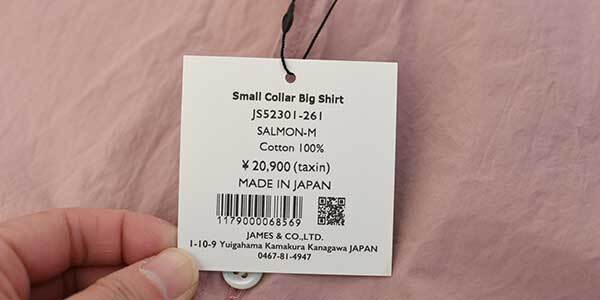 Small Collar Big Shirt
JS52301-261
SALMON-M
Cotton 100%
¥ 20,900 (taxin)
MADE IN JAPAN
1179000068569
JAMES & CO.,LTD.
1-10-9 Yuigahama Kamakura Kanagawa JAPAN
0467-81-4947